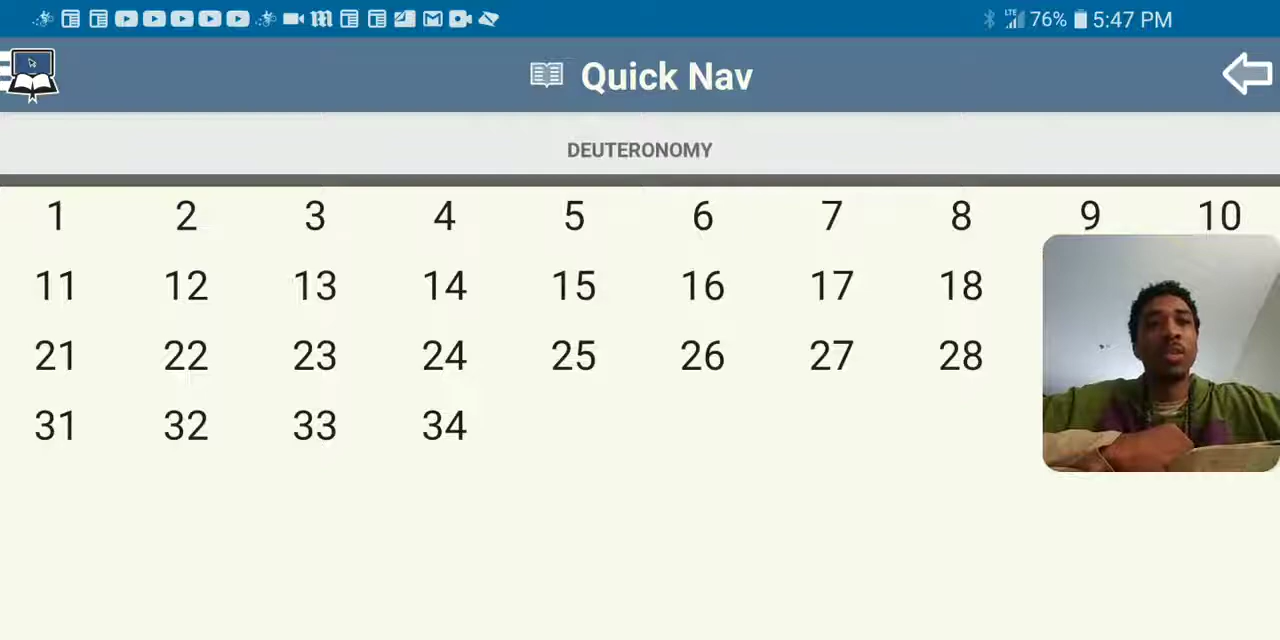 LTE 76% 5:47 PM
Quick Nav
DEUTERONOMY
1 2 3 4 5 6 7 8 9 10
11 12 13 14 15 16 17 18
21 22 23 24 25 26 27 28
31 32 33 34